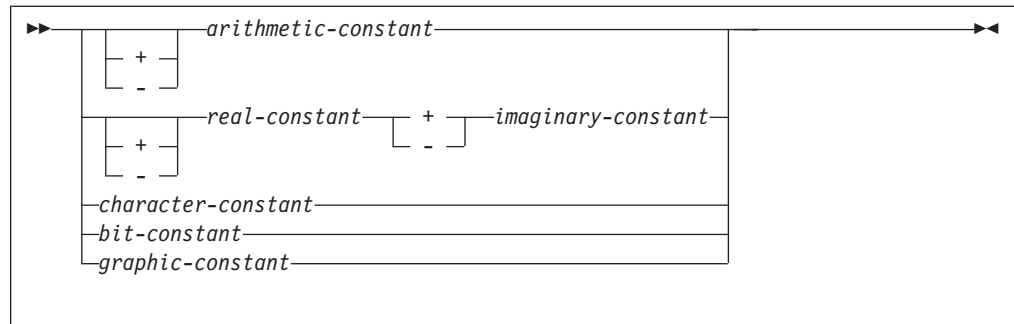 arithmetic-constant
+
-
real-constant + imaginary-constant
+ -
-
character-constant
bit-constant
graphic-constant